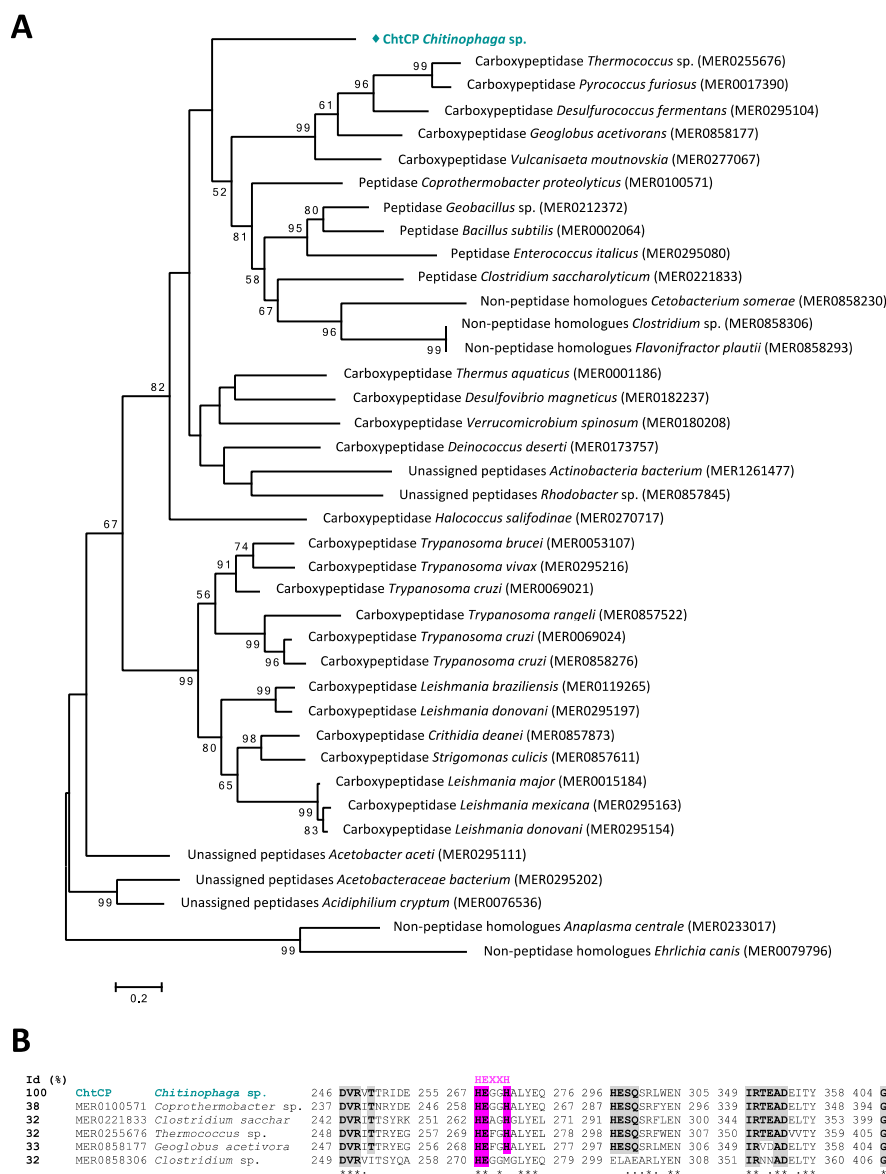 A
♦ ChtCP Chitinophaga sp.
99 Carboxypeptidase Thermococcus sp. (MER0255676)
96 Carboxypeptidase Pyrococcus furiosus (MER0017390)
61 Carboxypeptidase Desulfurococcus fermentans (MER0295104)
99 Carboxypeptidase Geoglobus acetivorans (MER0858177)
Carboxypeptidase Vulcanisaeta moutnovskia (MER0277067)
52 Peptidase Coprothermobacter proteolyticus (MER0100571)
80 Peptidase Geobacillus sp. (MER0212372)
81 95 Peptidase Bacillus subtilis (MER0002064)
Peptidase Enterococcus italicus (MER0295080)
58 Peptidase Clostridium saccharolyticum (MER0221833)
67 Non-peptidase homologues Cetobacterium somerae (MER0858230)
96 Non-peptidase homologues Clostridium sp. (MER0858306)
99 Non-peptidase homologues Flavonifractor plautii (MER0858293)
Carboxypeptidase Thermus aquaticus (MER0001186)
82 Carboxypeptidase Desulfovibrio magneticus (MER0182237)
Carboxypeptidase Verrucomicrobium spinosum (MER0180208)
Carboxypeptidase Deinococcus deserti (MER0173757)
Unassigned peptidases Actinobacteria bacterium (MER1261477)
Unassigned peptidases Rhodobacter sp. (MER0857845)
67 Carboxypeptidase Halococcus salifodinae (MER0270717)
74 Carboxypeptidase Trypanosoma brucei (MER0053107)
91 Carboxypeptidase Trypanosoma vivax (MER0295216)
56 Carboxypeptidase Trypanosoma cruzi (MER0069021)
Carboxypeptidase Trypanosoma rangeli (MER0857522)
99 Carboxypeptidase Trypanosoma cruzi (MER0069024)
99 96 Carboxypeptidase Trypanosoma cruzi (MER0858276)
99 Carboxypeptidase Leishmania braziliensis (MER0119265)
Carboxypeptidase Leishmania donovani (MER0295197)
80 98 Carboxypeptidase Crithidia deanei (MER0857873)
Carboxypeptidase Strigomonas culicis (MER0857611)
65 Carboxypeptidase Leishmania major (MER0015184)
99 Carboxypeptidase Leishmania mexicana (MER0295163)
83 Carboxypeptidase Leishmania donovani (MER0295154)
Unassigned peptidases Acetobacter aceti (MER0295111)
Unassigned peptidases Acetobacteraceae bacterium (MER0295202)
99 Unassigned peptidases Acidiphilium cryptum (MER0076536)
Non-peptidase homologues Anaplasma centrale (MER0233017)
99 Non-peptidase homologues Ehrlichia canis (MER0079796)
0.2
B
Id (%) HEXXH
100 ChtCP Chitinophaga sp. 246 DVRVTTRIDE 255 267 HEGGHALYEQ 276 296 HESQSRLWEN 305 349 IRTEADEITY 358 404 G
38 MER0100571 Coprothermobacter sp. 237 DVRITNRYDE 246 258 HEGGHALYEQ 267 287 HESQSRFWEN 296 340 IRTEADELTY 349 395 G
32 MER0221833 Clostridium sacchar 242 DVRITSYRK 251 262 HEAGHGLYEL 271 291 HESQSRMYEN 300 344 IRTEADELTY 353 399 G
32 MER0255676 Thermococcus sp. 248 DVRITTRYEG 257 269 HEFGHALYEL 278 298 HESQSRFWEN 307 350 IRTEADVVTY 359 405 G
33 MER0858177 Geoglobus acetivora 247 DVRITTSYEG 256 268 HEFGHALYEL 277 297 HESQSRFYEN 306 349 IRVDADELTY 358 404 G
32 MER0858306 Clostridium sp. 249 DVRVITSYQA 258 270 HEGGMGMYEQ 279 299 ELAEARLYEN 308 351 IRNNADELTY 360 406 G